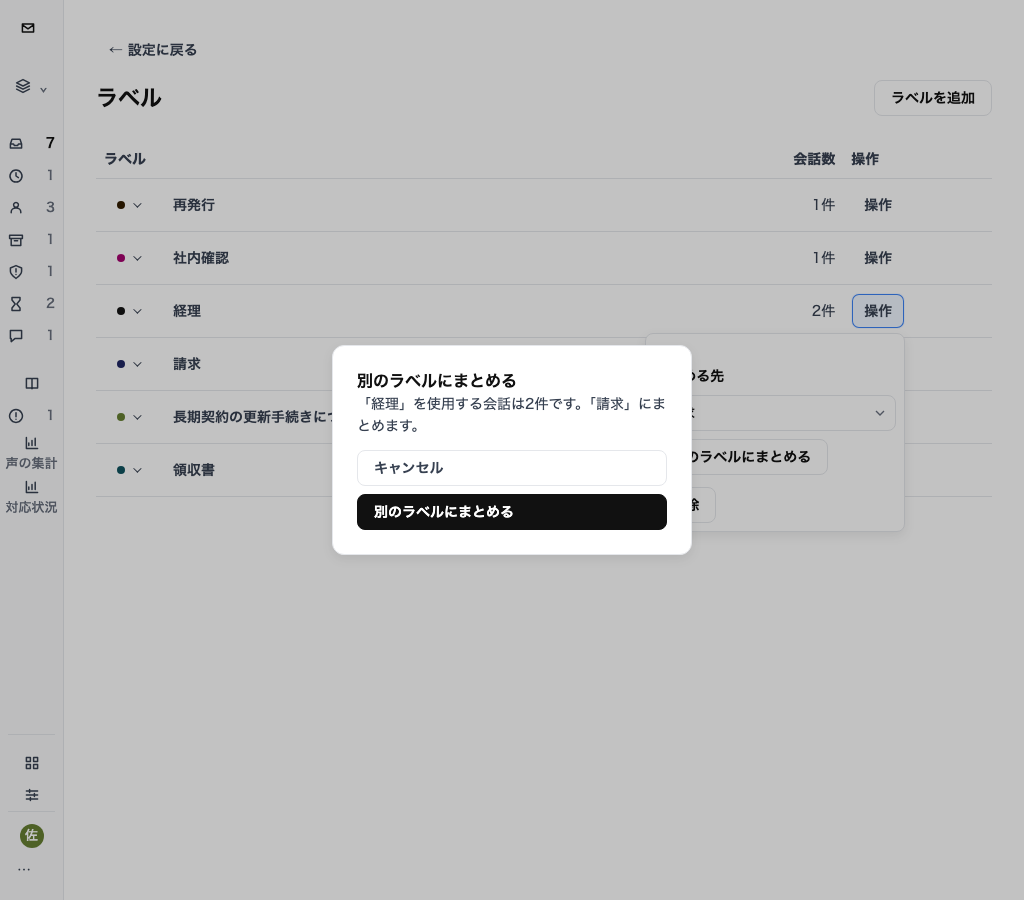 ← 設定に戻る
ラベル
ラベルを追加
ラベル 会話数 操作
再発行 1件 操作
社内確認 1件 操作
経理 2件 操作
請求
長期契約の更新手続きに
領収書
める先
のラベルにまとめる
除
別のラベルにまとめる
「経理」を使用する会話は2件です。「請求」にま
とめます。
キャンセル
別のラベルにまとめる
7
1
3
1
1
2
1
1
声の集計
対応状況
佐
…